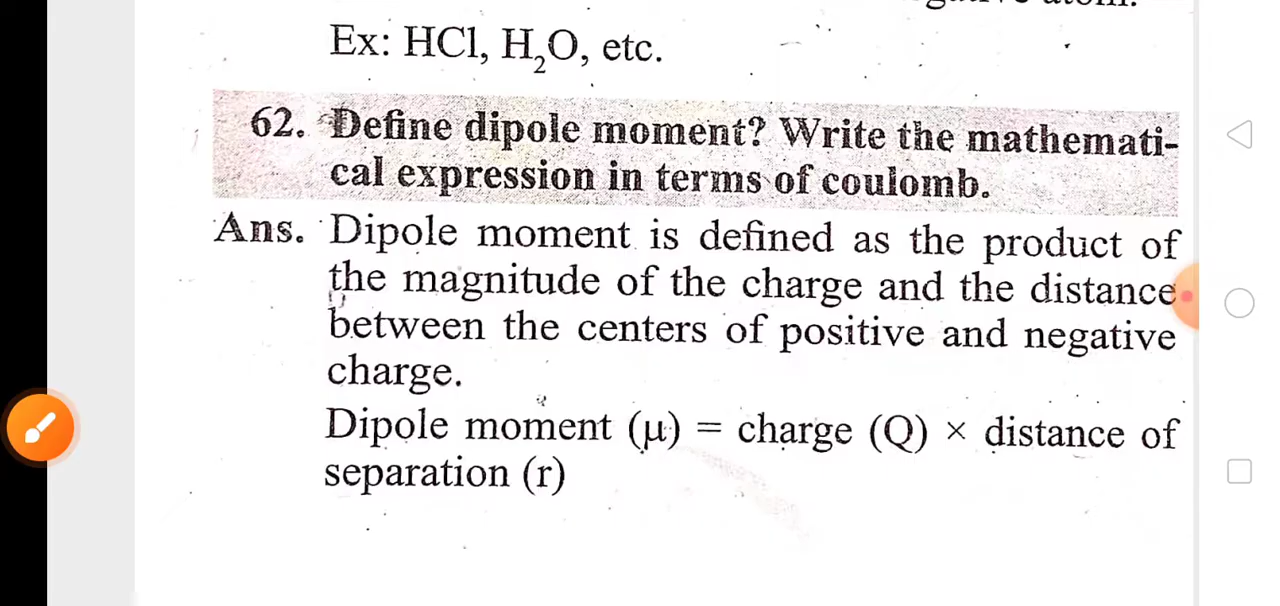 Ex: HCl, H₂O, etc.
62. Define dipole moment? Write the mathemati-
cal expression in terms of coulomb.
Ans. Dipole moment is defined as the product of
the magnitude of the charge and the distance
between the centers of positive and negative
charge.
Dipole moment (μ) = charge (Q) × distance of
separation (r)